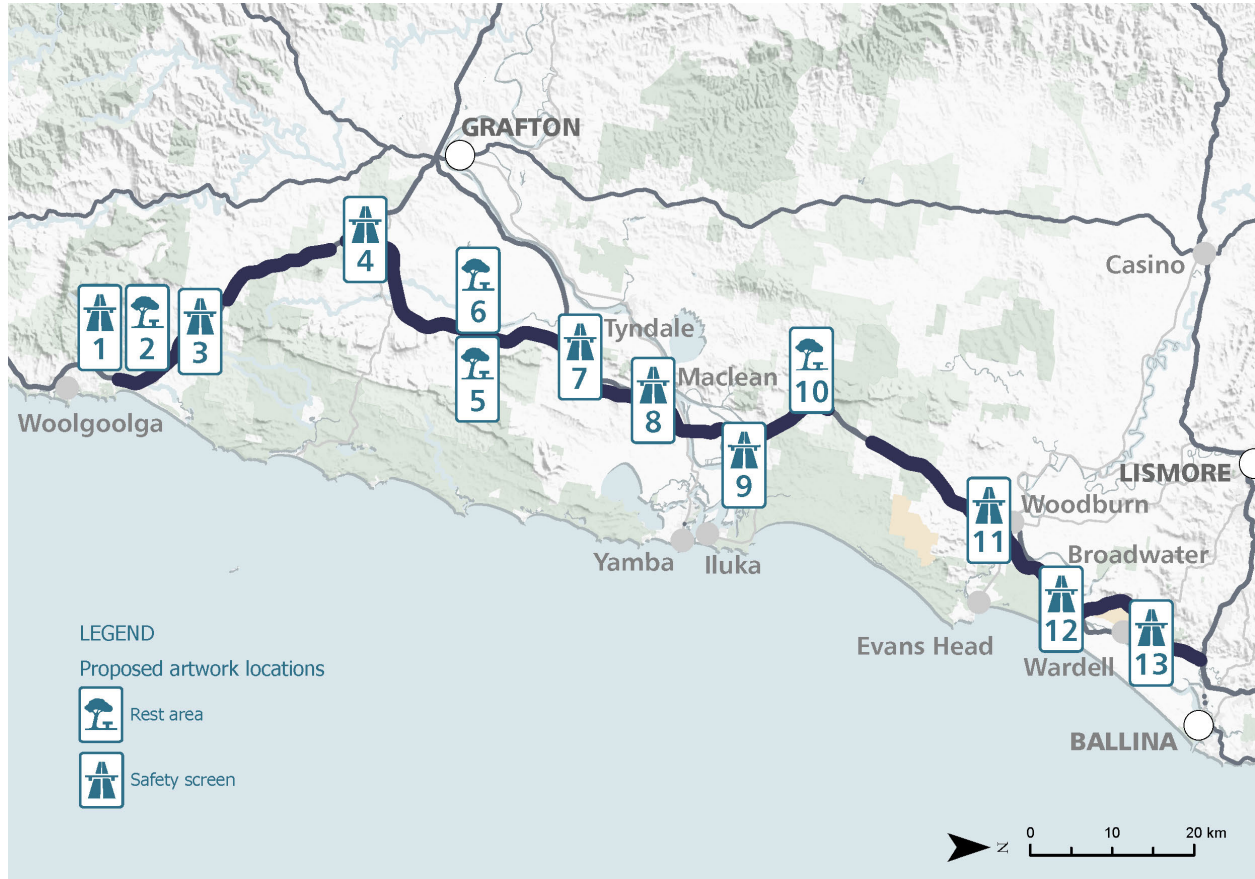 GRAFTON
Casino
4
6
1
2
3
Tyndale
7
5
Maclean
8
10
Woolgoolga
9
LISMORE
Woodburn
11
Broadwater
Yamba
Iluka
12
Evans Head
Wardell
13
BALLINA
LEGEND
Proposed artwork locations
Rest area
Safety screen
N
0 10 20 km